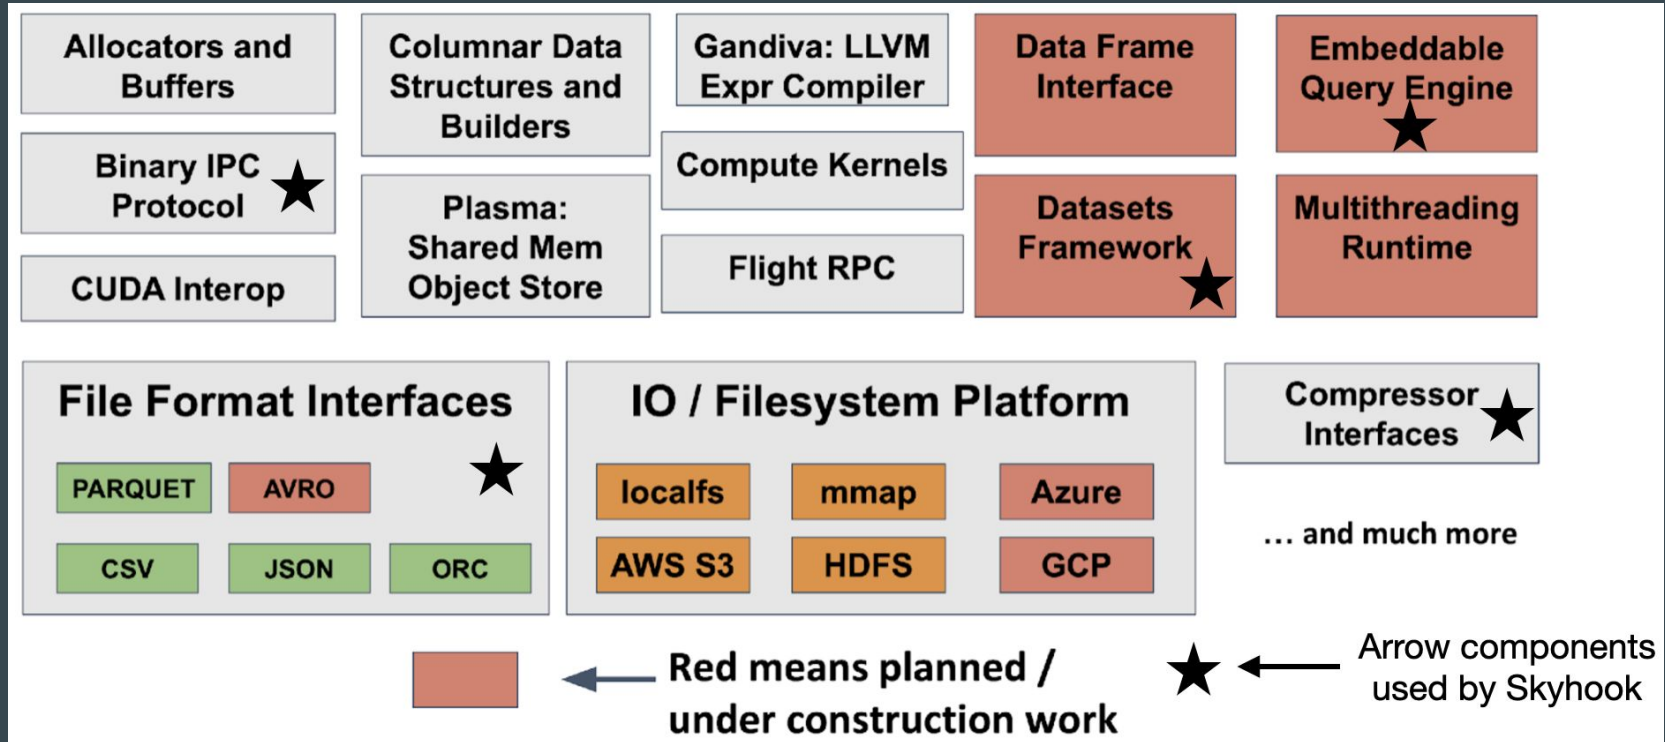 Allocators and
Buffers
Columnar Data
Structures and
Builders
Gandiva: LLVM
Expr Compiler
Data Frame
Interface
Embeddable
Query Engine
Binary IPC
Protocol
Compute Kernels
Plasma:
Shared Mem
Object Store
Datasets
Framework
Multithreading
Runtime
CUDA Interop
Flight RPC
File Format Interfaces
PARQUET
AVRO
CSV
JSON
ORC
IO / Filesystem Platform
localfs
mmap
Azure
AWS S3
HDFS
GCP
Compressor
Interfaces
... and much more
Red means planned /
under construction work
Arrow components
used by Skyhook